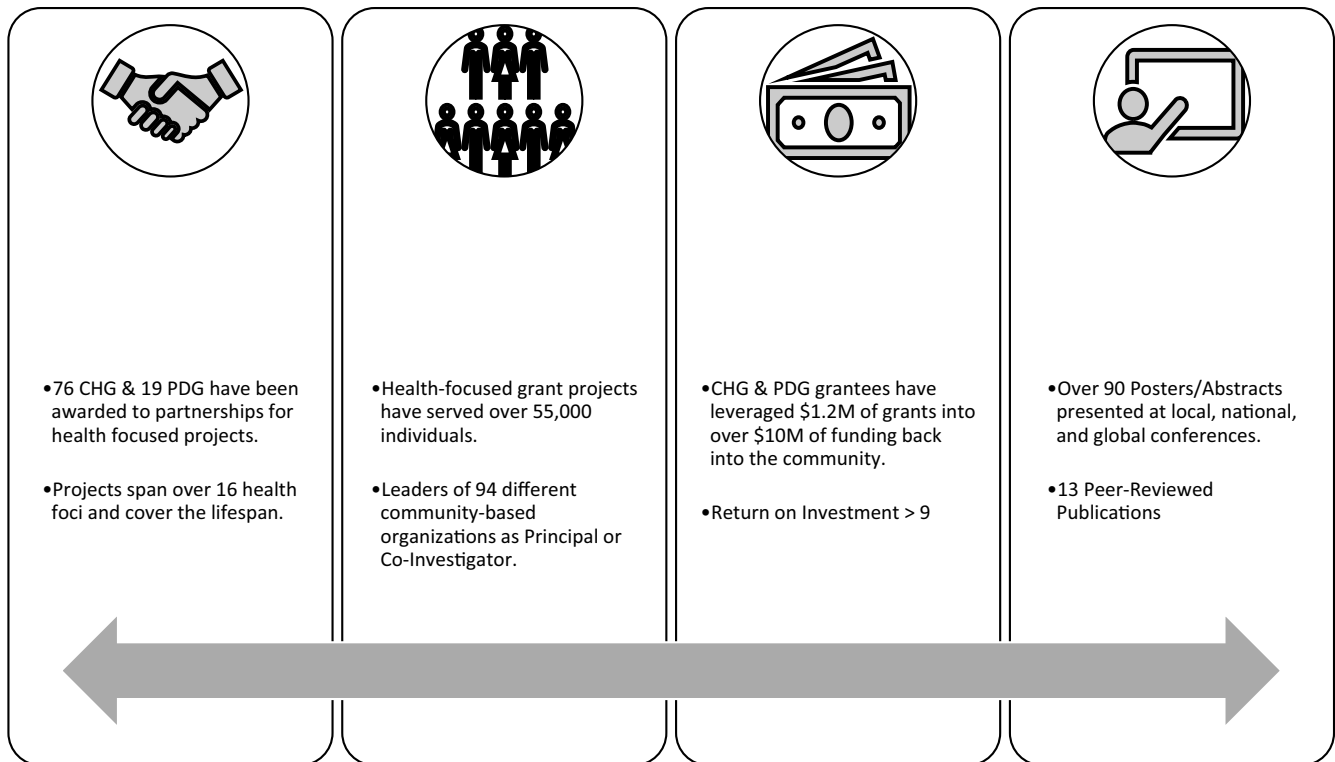 •76 CHG & 19 PDG have been
awarded to partnerships for
health focused projects.
•Projects span over 16 health
foci and cover the lifespan.
•Health-focused grant projects
have served over 55,000
individuals.
•Leaders of 94 different
community-based
organizations as Principal or
Co-Investigator.
•CHG & PDG grantees have
leveraged $1.2M of grants into
over $10M of funding back
into the community.
•Return on Investment > 9
•Over 90 Posters/Abstracts
presented at local, national,
and global conferences.
•13 Peer-Reviewed
Publications